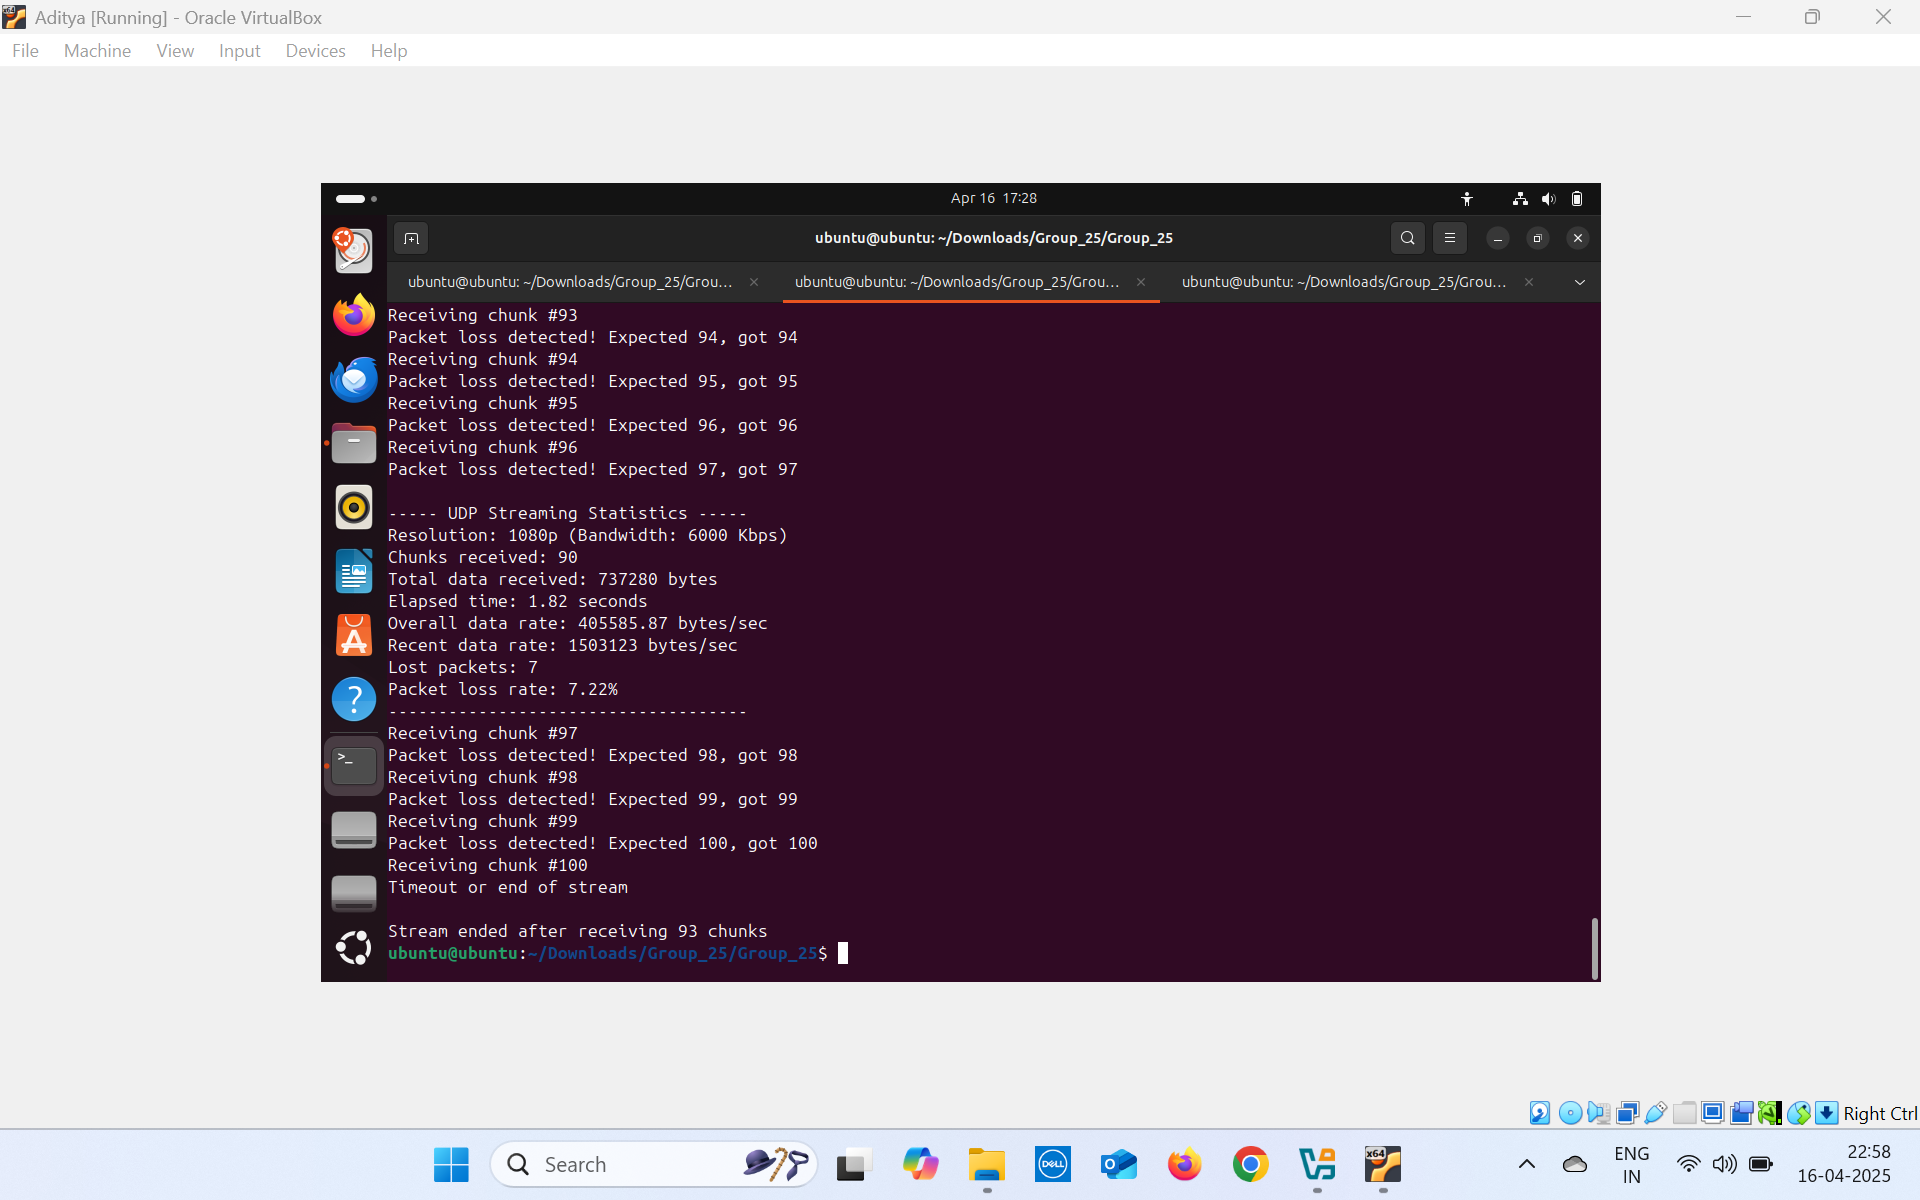 Aditya [Running] - Oracle VirtualBox
File Machine View Input Devices Help
Apr 16 17:28
ubuntu@ubuntu: ~/Downloads/Group_25/Group_25
ubuntu@ubuntu: ~/Downloads/Group_25/Grou... ubuntu@ubuntu: ~/Downloads/Group_25/Grou... ubuntu@ubuntu: ~/Downloads/Group_25/Grou...
Receiving chunk #93
Packet loss detected! Expected 94, got 94
Receiving chunk #94
Packet loss detected! Expected 95, got 95
Receiving chunk #95
Packet loss detected! Expected 96, got 96
Receiving chunk #96
Packet loss detected! Expected 97, got 97
----- UDP Streaming Statistics -----
Resolution: 1080p (Bandwidth: 6000 Kbps)
Chunks received: 90
Total data received: 737280 bytes
Elapsed time: 1.82 seconds
Overall data rate: 405585.87 bytes/sec
Recent data rate: 1503123 bytes/sec
Lost packets: 7
Packet loss rate: 7.22%
------------------------------------
Receiving chunk #97
Packet loss detected! Expected 98, got 98
Receiving chunk #98
Packet loss detected! Expected 99, got 99
Receiving chunk #99
Packet loss detected! Expected 100, got 100
Receiving chunk #100
Timeout or end of stream
Stream ended after receiving 93 chunks
ubuntu@ubuntu:~/Downloads/Group_25/Group_25$
Right Ctrl
Search
DELL
x64
ENG
IN
22:58
16-04-2025